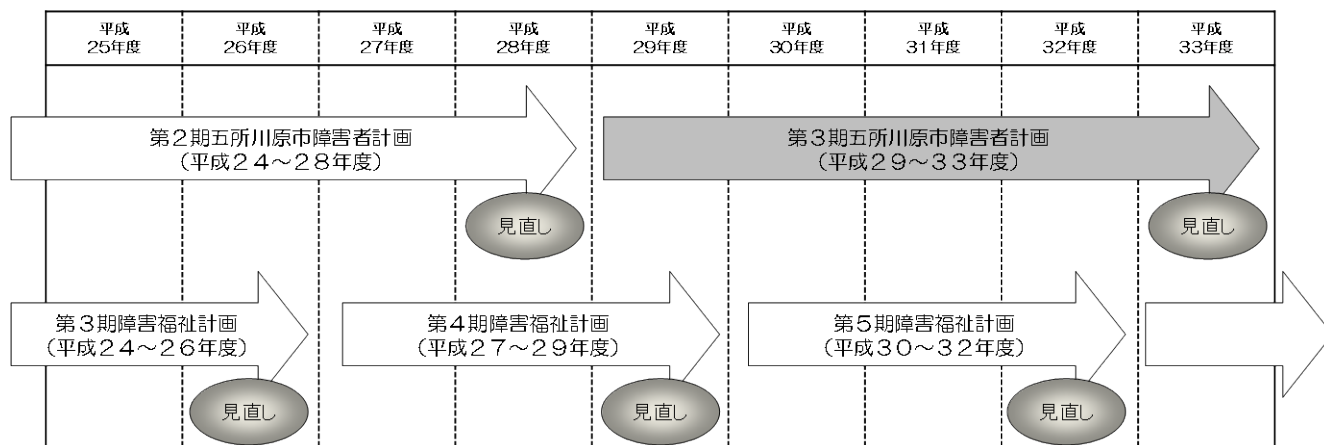 平成
25年度
平成
26年度
平成
27年度
平成
28年度
平成
29年度
平成
30年度
平成
31年度
平成
32年度
平成
33年度
第2期五所川原市障害者計画
（平成24～28年度）
第3期五所川原市障害者計画
（平成29～33年度）
見直し
見直し
第3期障害福祉計画
（平成24～26年度）
第4期障害福祉計画
（平成27～29年度）
第5期障害福祉計画
（平成30～32年度）
見直し
見直し
見直し